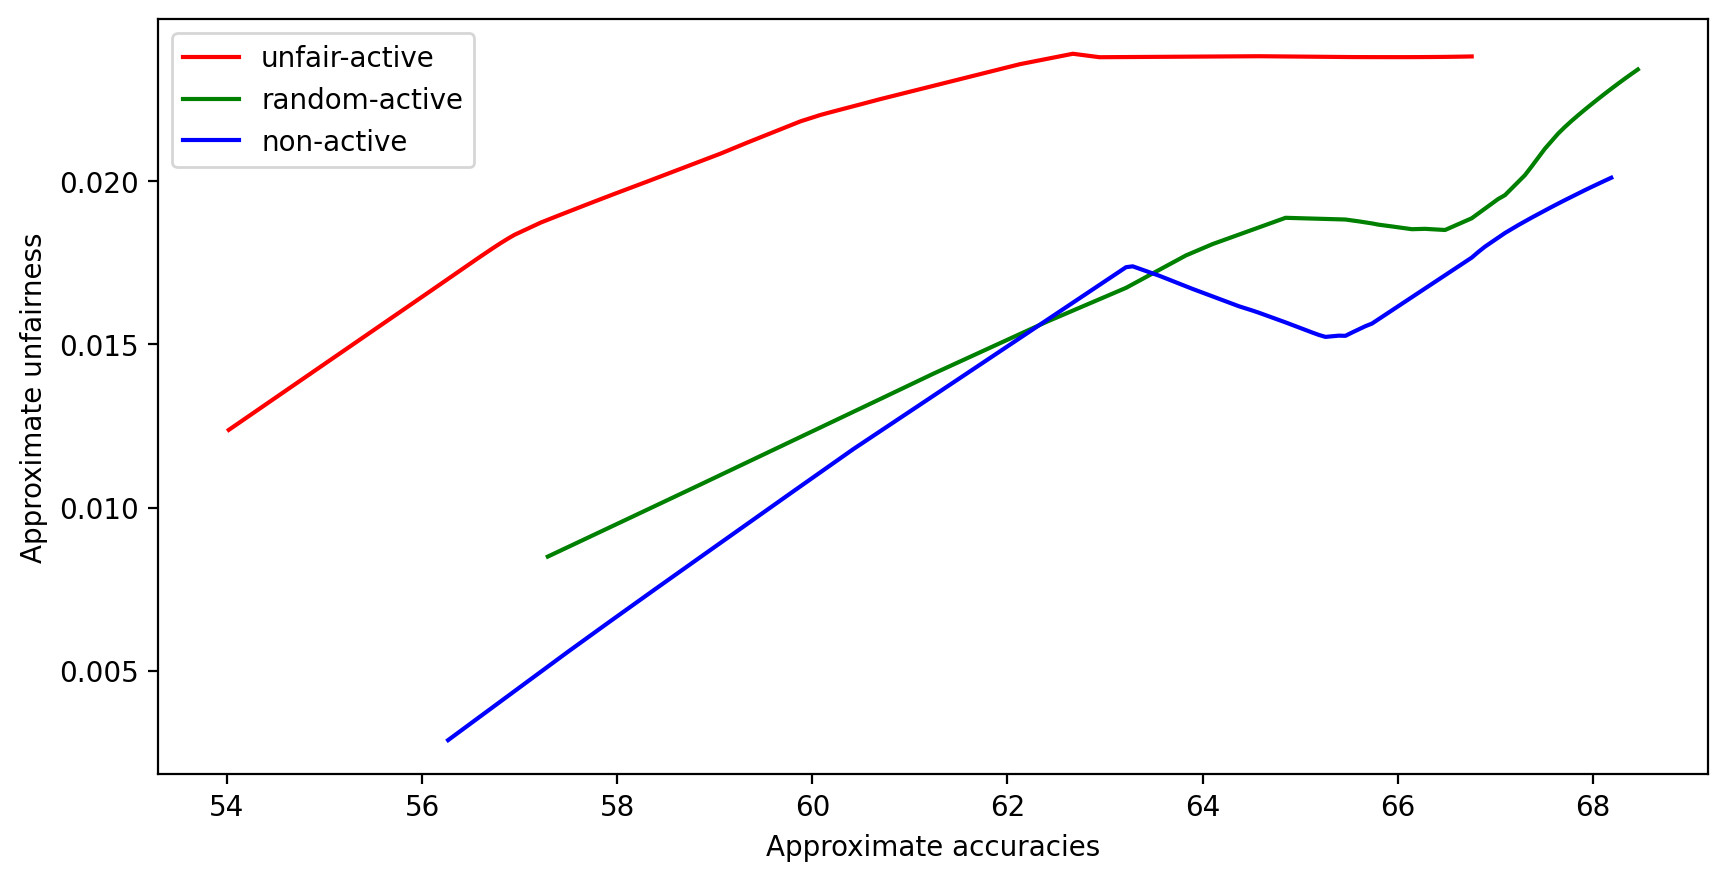 unfair-active
random-active
non-active
0.020
0.015
0.010
0.005
Approximate unfairness
54 56 58 60 62 64 66 68
Approximate accuracies